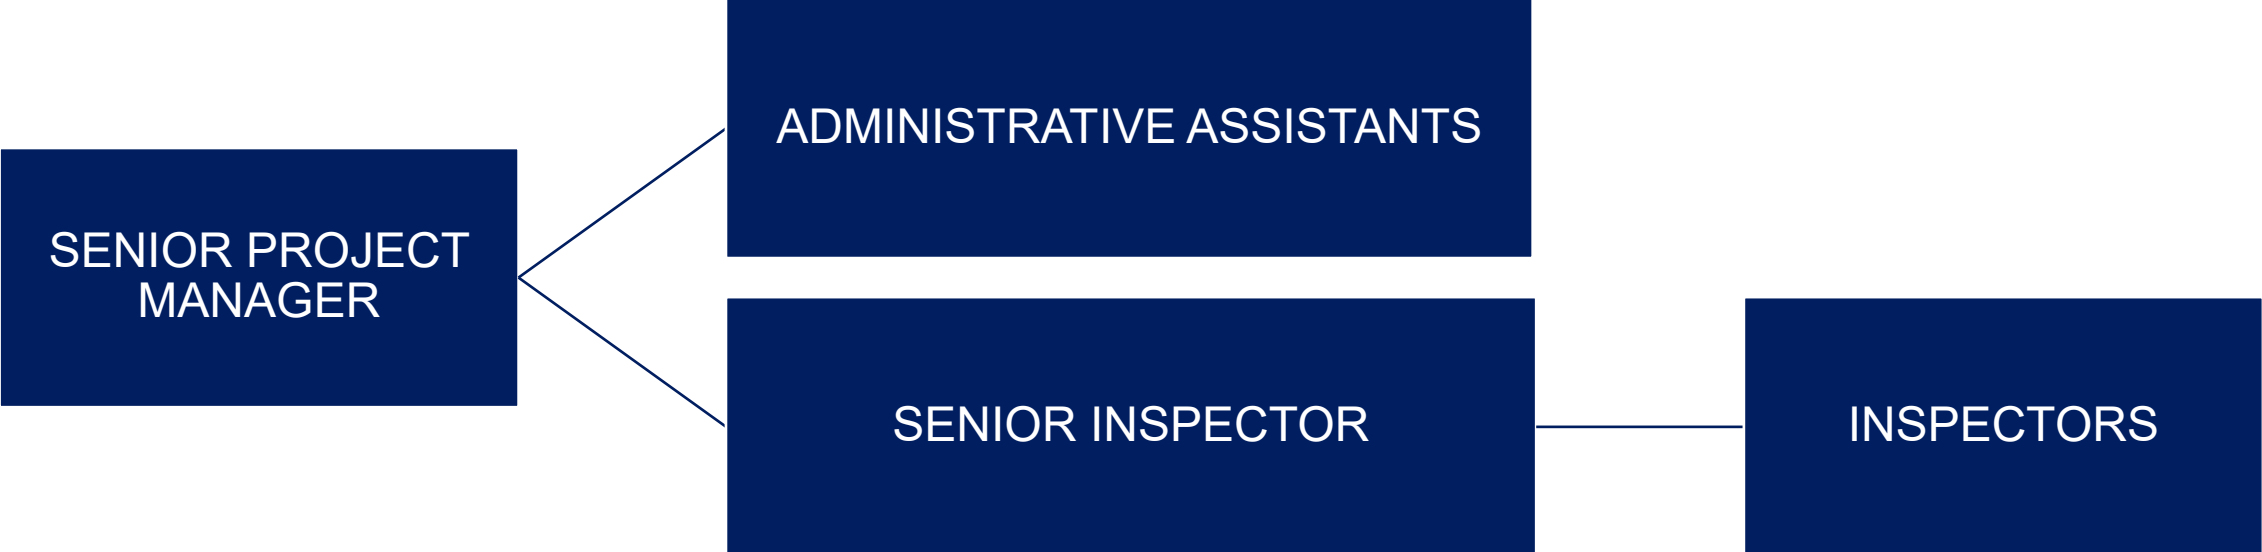 ADMINISTRATIVE ASSISTANTS
SENIOR PROJECT
MANAGER
SENIOR INSPECTOR
INSPECTORS